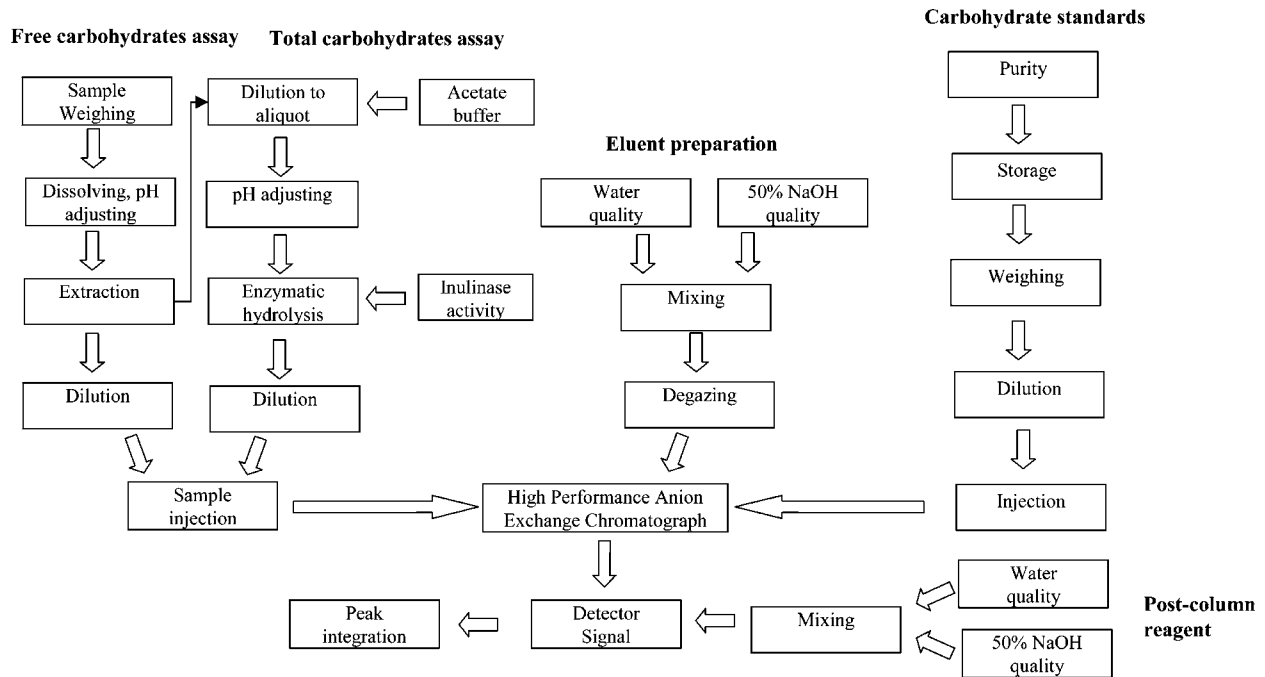 Free carbohydrates assay
Sample
Weighing
Dissolving, pH
adjusting
Extraction
Dilution
Total carbohydrates assay
Dilution to
aliquot
Acetate
buffer
pH adjusting
Enzymatic
hydrolysis
Inulinase
activity
Dilution
Sample
injection
Eluent preparation
Water
quality
50% NaOH
quality
Mixing
Degazing
High Performance Anion
Exchange Chromatograph
Carbohydrate standards
Purity
Storage
Weighing
Dilution
Injection
Post-column
reagent
Water
quality
50% NaOH
quality
Mixing
Detector
Signal
Peak
integration